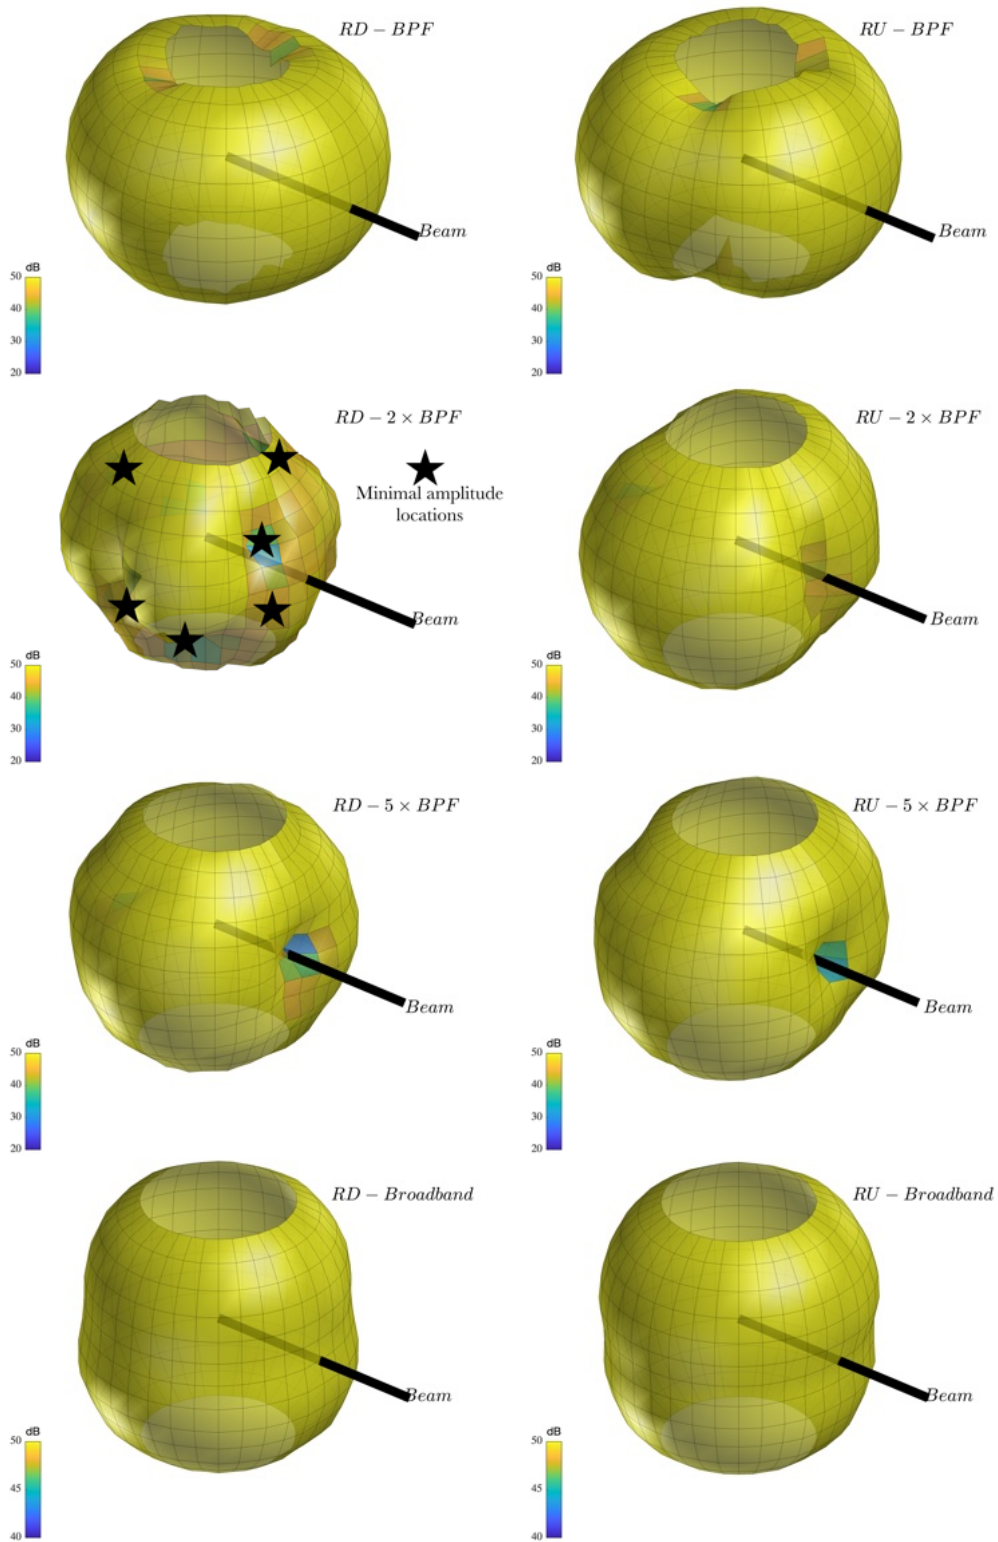 RD − BPF
RU − BPF
Beam
Beam
dB
50
40
30
20
dB
50
40
30
20
RD − 2 × BPF
RU − 2 × BPF
Minimal amplitude
locations
Beam
Beam
dB
50
40
30
20
dB
50
40
30
20
RD − 5 × BPF
RU − 5 × BPF
Beam
Beam
dB
50
40
30
20
dB
50
40
30
20
RD − Broadband
RU − Broadband
Beam
Beam
dB
50
45
40
dB
50
45
40